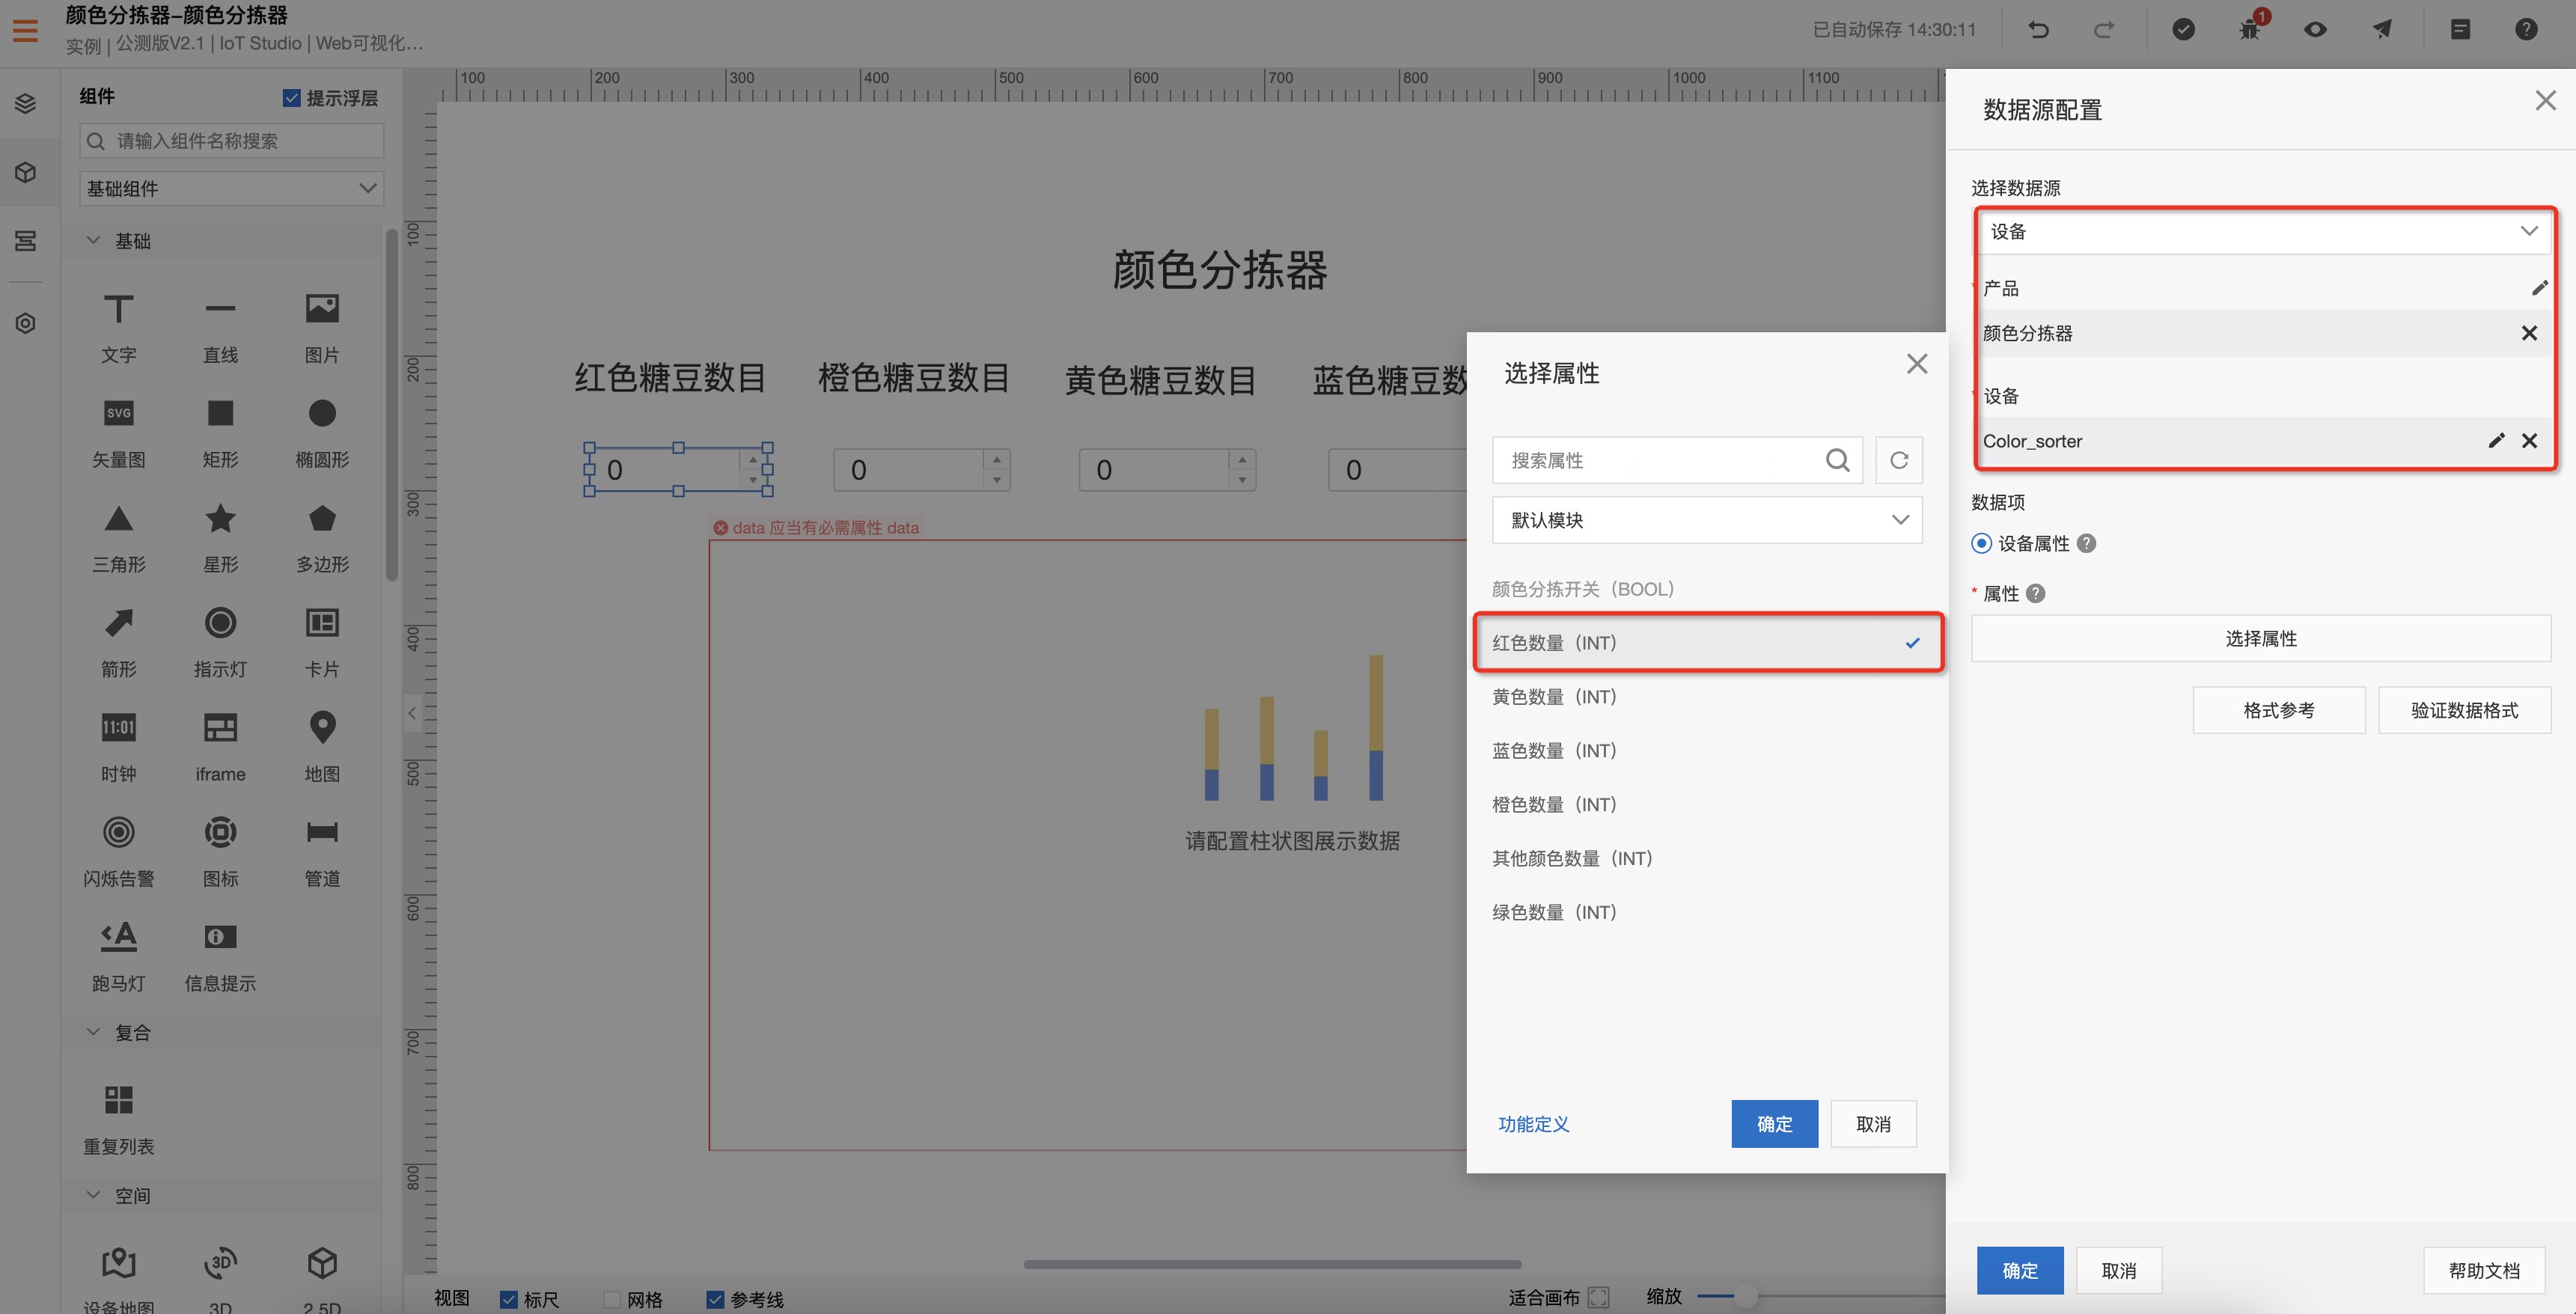 颜色分拣器-颜色分拣器
实例 | 公测版V2.1 | IoT Studio | Web可视化...
已自动保存 14:30:11
1
组件
提示浮层
请输入组件名称搜索
基础组件
基础
文字
直线
图片
SVG
矢量图
矩形
椭圆形
三角形
星形
多边形
箭形
指示灯
卡片
11:01
时钟
iframe
地图
闪烁告警
图标
管道
跑马灯
信息提示
复合
重复列表
空间
3D
设备地图
3D
2.5D
100 200 300 400 500 600 700 800 900 1000 1100
100
200
300
400
500
600
700
800
颜色分拣器
红色糖豆数目
橙色糖豆数目
黄色糖豆数目
蓝色糖豆数
0
0
0
0
data 应当有必需属性 data
请配置柱状图展示数据
视图
标尺
网格
参考线
适合画布
缩放
选择属性
搜索属性
默认模块
颜色分拣开关（BOOL）
红色数量（INT）
黄色数量（INT）
蓝色数量（INT）
橙色数量（INT）
其他颜色数量（INT）
绿色数量（INT）
功能定义
确定
取消
数据源配置
选择数据源
设备
产品
颜色分拣器
设备
Color_sorter
数据项
设备属性
* 属性
选择属性
格式参考
验证数据格式
确定
取消
帮助文档